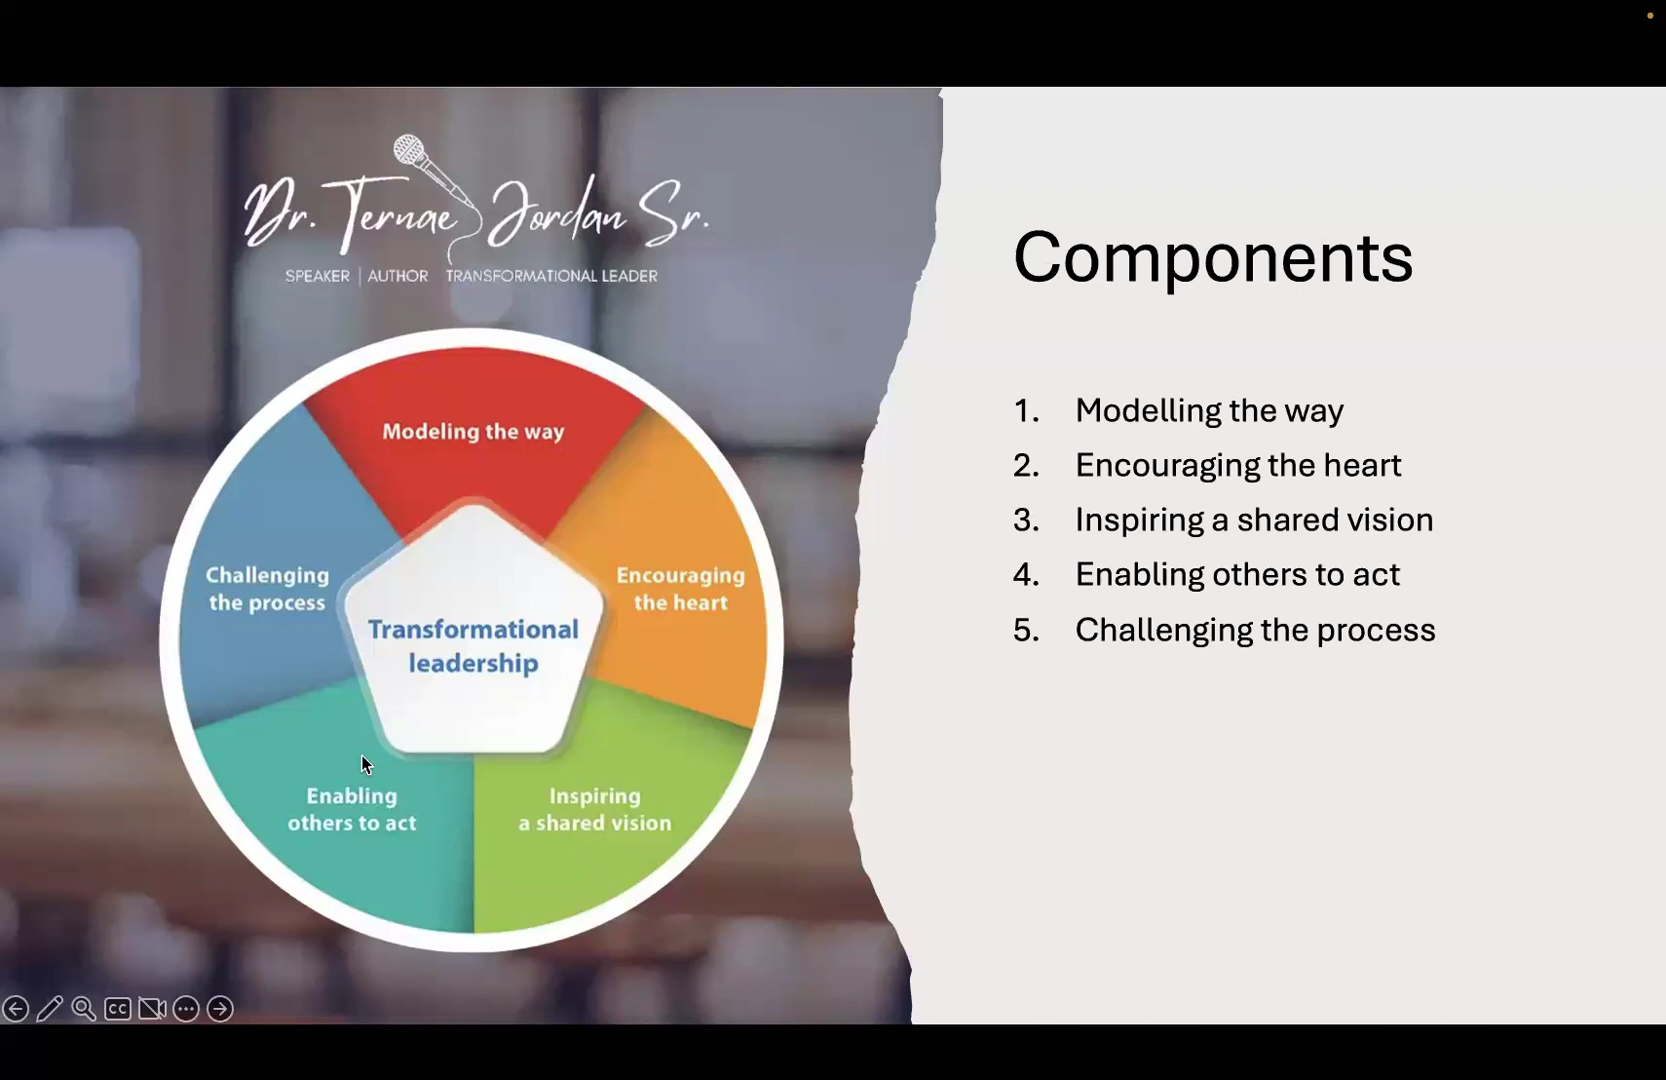 Dr. Ternae Jordan Sr.
SPEAKER | AUTHOR TRANSFORMATIONAL LEADER
Modeling the way
Encouraging
the heart
Inspiring
a shared vision
Enabling
others to act
Challenging
the process
Transformational
leadership
Components
1. Modelling the way
2. Encouraging the heart
3. Inspiring a shared vision
4. Enabling others to act
5. Challenging the process
CC